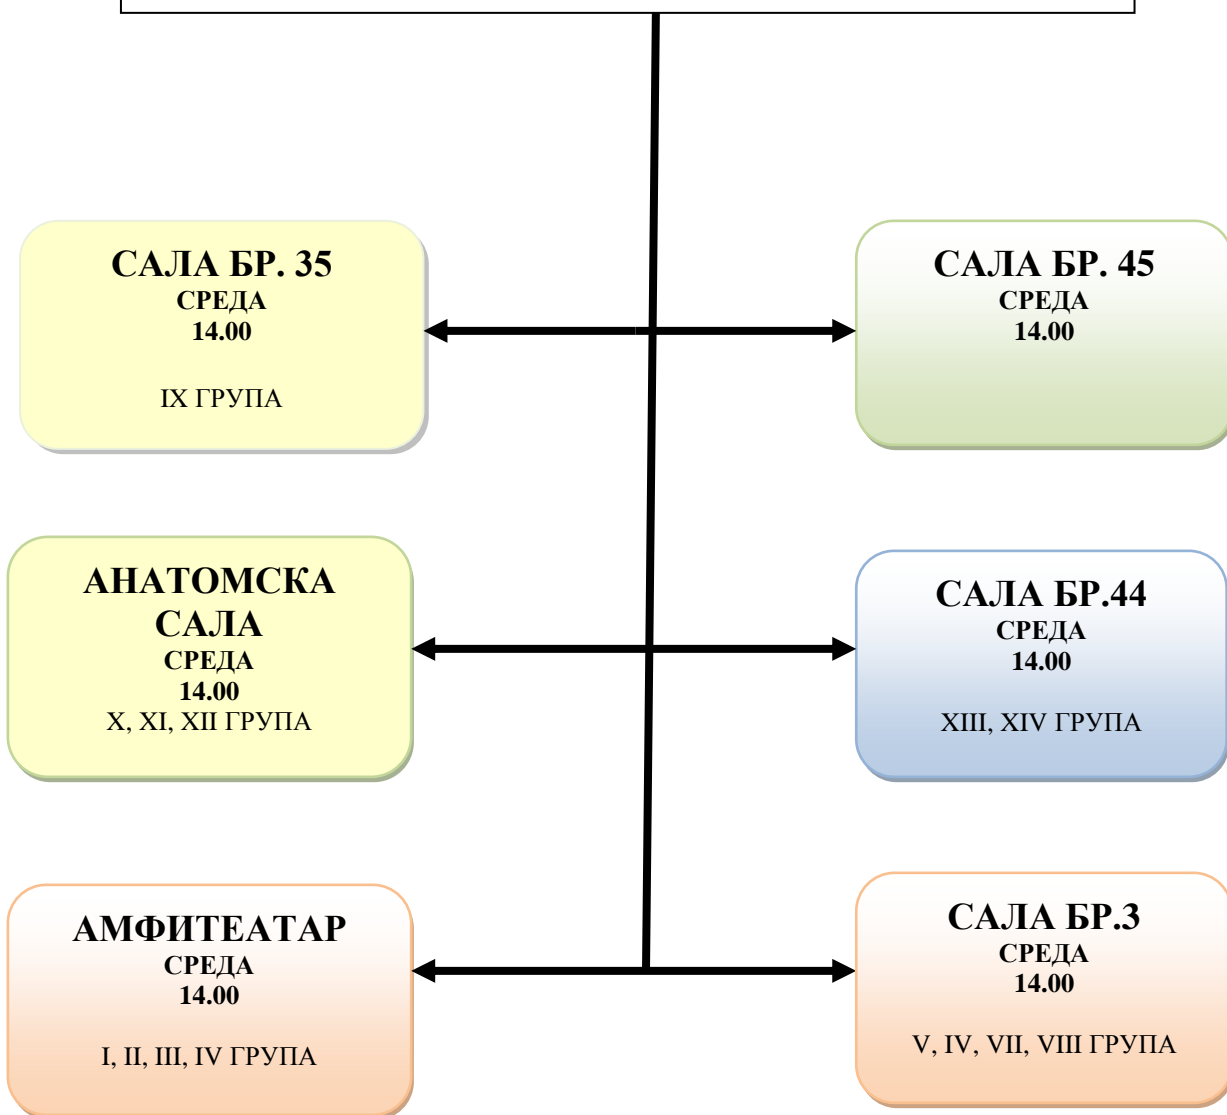 САЛА БР. 35
СРЕДА
14.00
IX ГРУПА
САЛА БР. 45
СРЕДА
14.00
АНАТОМСКА
САЛА
СРЕДА
14.00
X, XI, XII ГРУПА
САЛА БР.44
СРЕДА
14.00
XIII, XIV ГРУПА
АМФИТЕАТАР
СРЕДА
14.00
I, II, III, IV ГРУПА
САЛА БР.3
СРЕДА
14.00
V, IV, VII, VIII ГРУПА